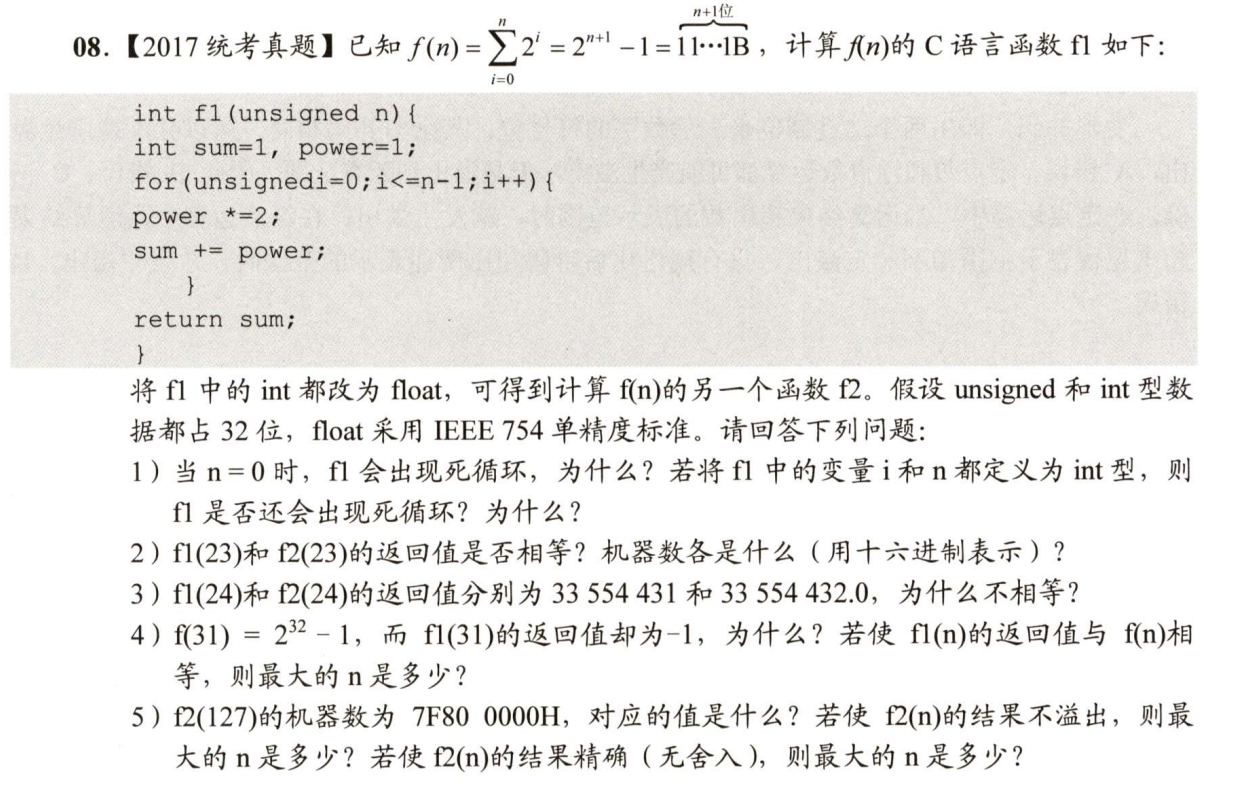 n+1位
08.【2017 统考真题】已知 f(n) = ∑_{i=0}^{n} 2^i = 2^{n+1} − 1 = 11···1B ，计算 f(n)的 C 语言函数 f1 如下：
int f1(unsigned n){
int sum=1, power=1;
for(unsignedi=0;i<=n-1;i++){
power *=2;
sum += power;
}
return sum;
}
将 f1 中的 int 都改为 float，可得到计算 f(n)的另一个函数 f2。假设 unsigned 和 int 型数
据都占 32 位，float 采用 IEEE 754 单精度标准。请回答下列问题：
1）当 n = 0 时，f1 会出现死循环，为什么？若将 f1 中的变量 i 和 n 都定义为 int 型，则
f1 是否还会出现死循环？为什么？
2）f1(23)和 f2(23)的返回值是否相等？机器数各是什么（用十六进制表示）？
3）f1(24)和 f2(24)的返回值分别为 33 554 431 和 33 554 432.0，为什么不相等？
4）f(31) = 2^{32} − 1，而 f1(31)的返回值却为−1，为什么？若使 f1(n)的返回值与 f(n)相
等，则最大的 n 是多少？
5）f2(127)的机器数为 7F80 0000H，对应的值是什么？若使 f2(n)的结果不溢出，则最
大的 n 是多少？若使 f2(n)的结果精确（无舍入），则最大的 n 是多少？